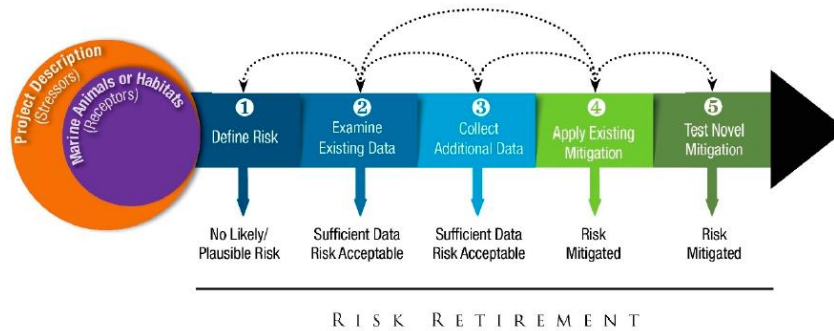 Project Description
(Stressors)
Marine Animals or Habitats
(Receptors)
1
Define Risk
2
Examine
Existing Data
3
Collect
Additional Data
4
Apply Existing
Mitigation
5
Test Novel
Mitigation
No Likely/
Plausible Risk
Sufficient Data
Risk Acceptable
Sufficient Data
Risk Acceptable
Risk
Mitigated
Risk
Mitigated
RISK RETIREMENT